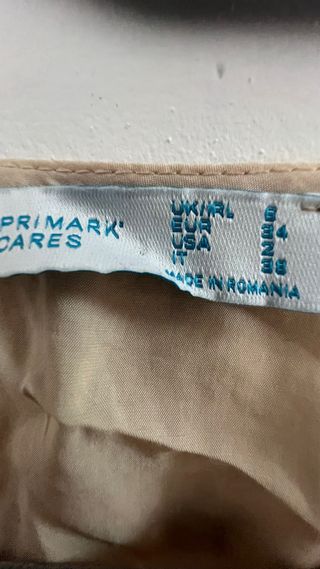 PRIMARK
CARES
UK/IRL 6
EUR 34
USA 2
IT 38
MADE IN ROMANIA